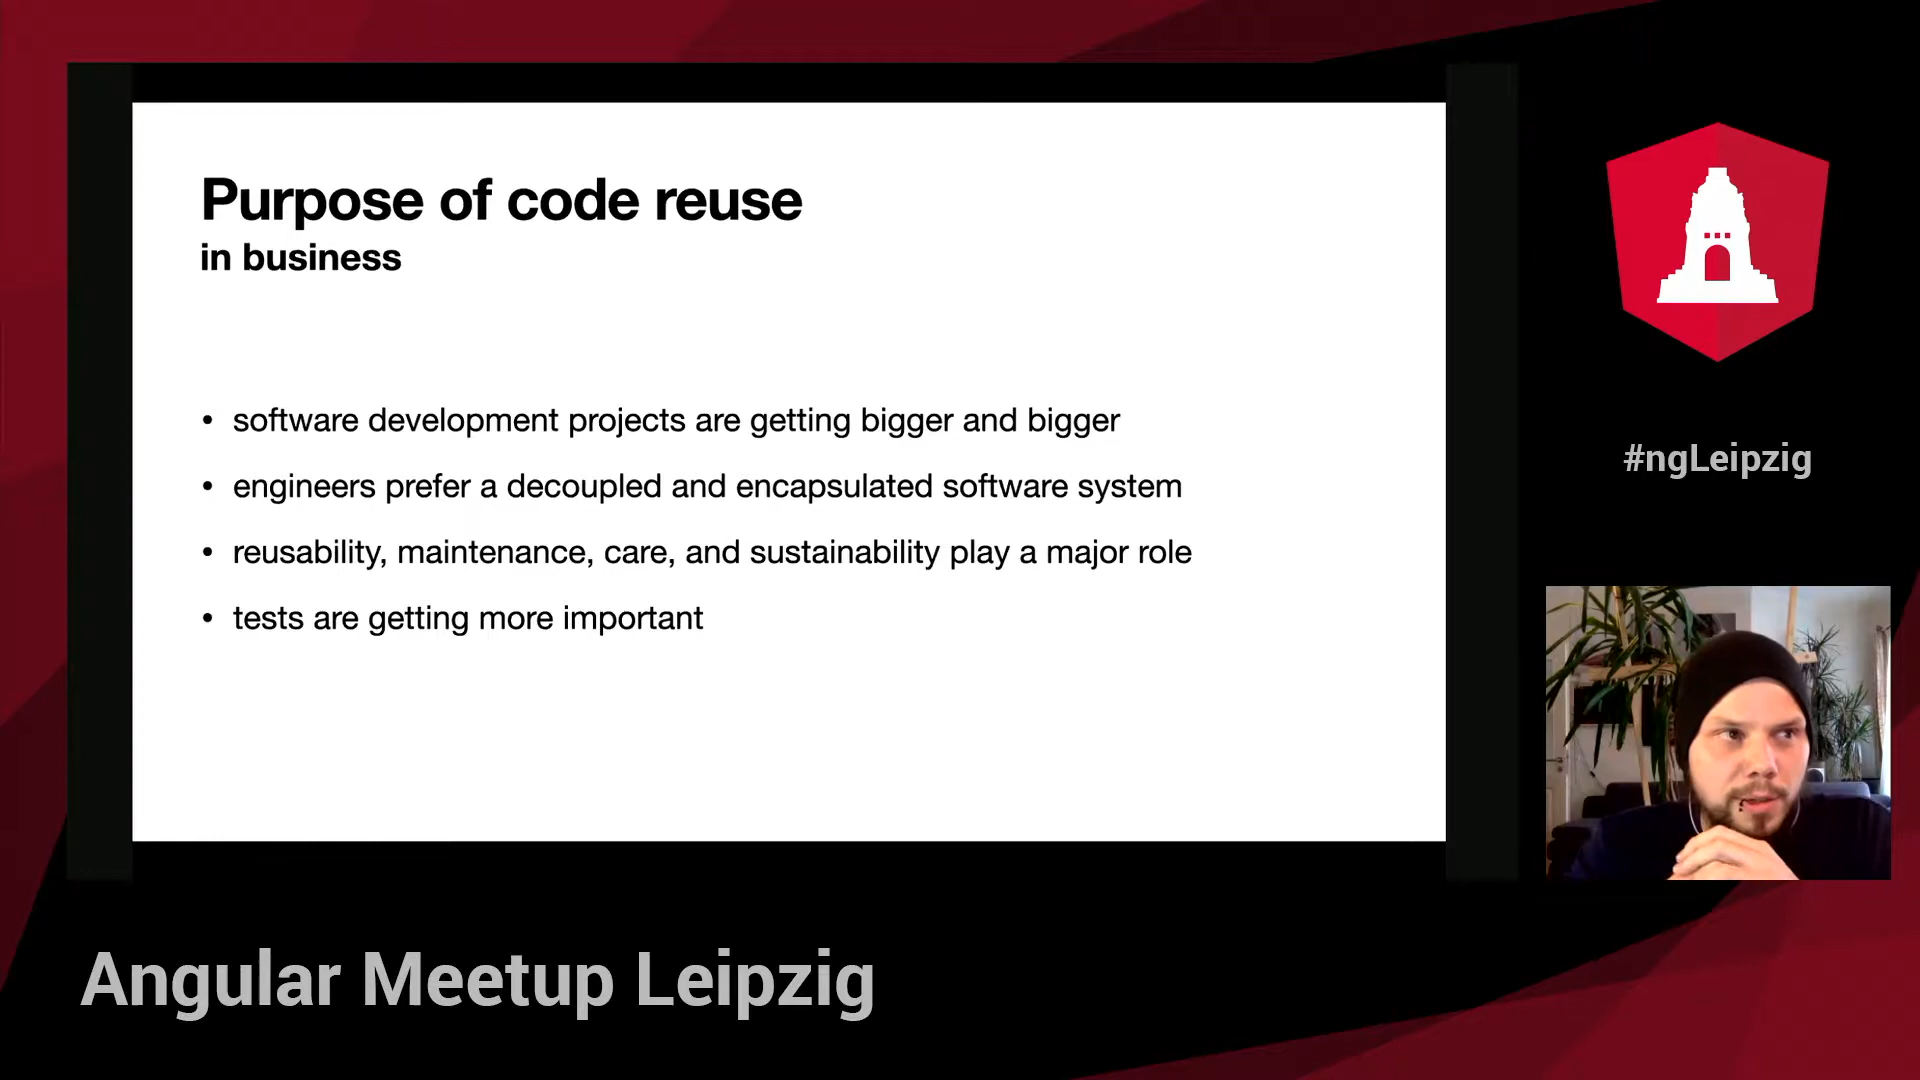 Purpose of code reuse
in business
• software development projects are getting bigger and bigger
• engineers prefer a decoupled and encapsulated software system
• reusability, maintenance, care, and sustainability play a major role
• tests are getting more important
#ngLeipzig
Angular Meetup Leipzig